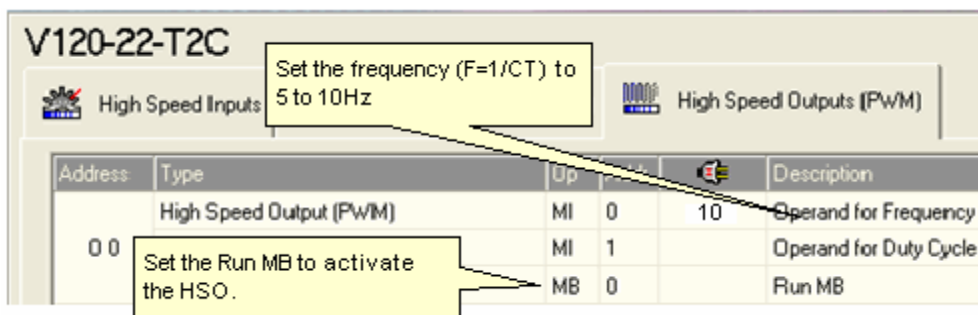 V120-22-T2C
Set the frequency (F=1/CT) to
5 to 10Hz
High Speed Inputs
High Speed Outputs (PWM)
Address Type Op Description
High Speed Output (PWM) MI 0 10 Operand for Frequency
O 0 MI 1 Operand for Duty Cycle
Set the Run MB to activate
the HSO.
MB 0 Run MB